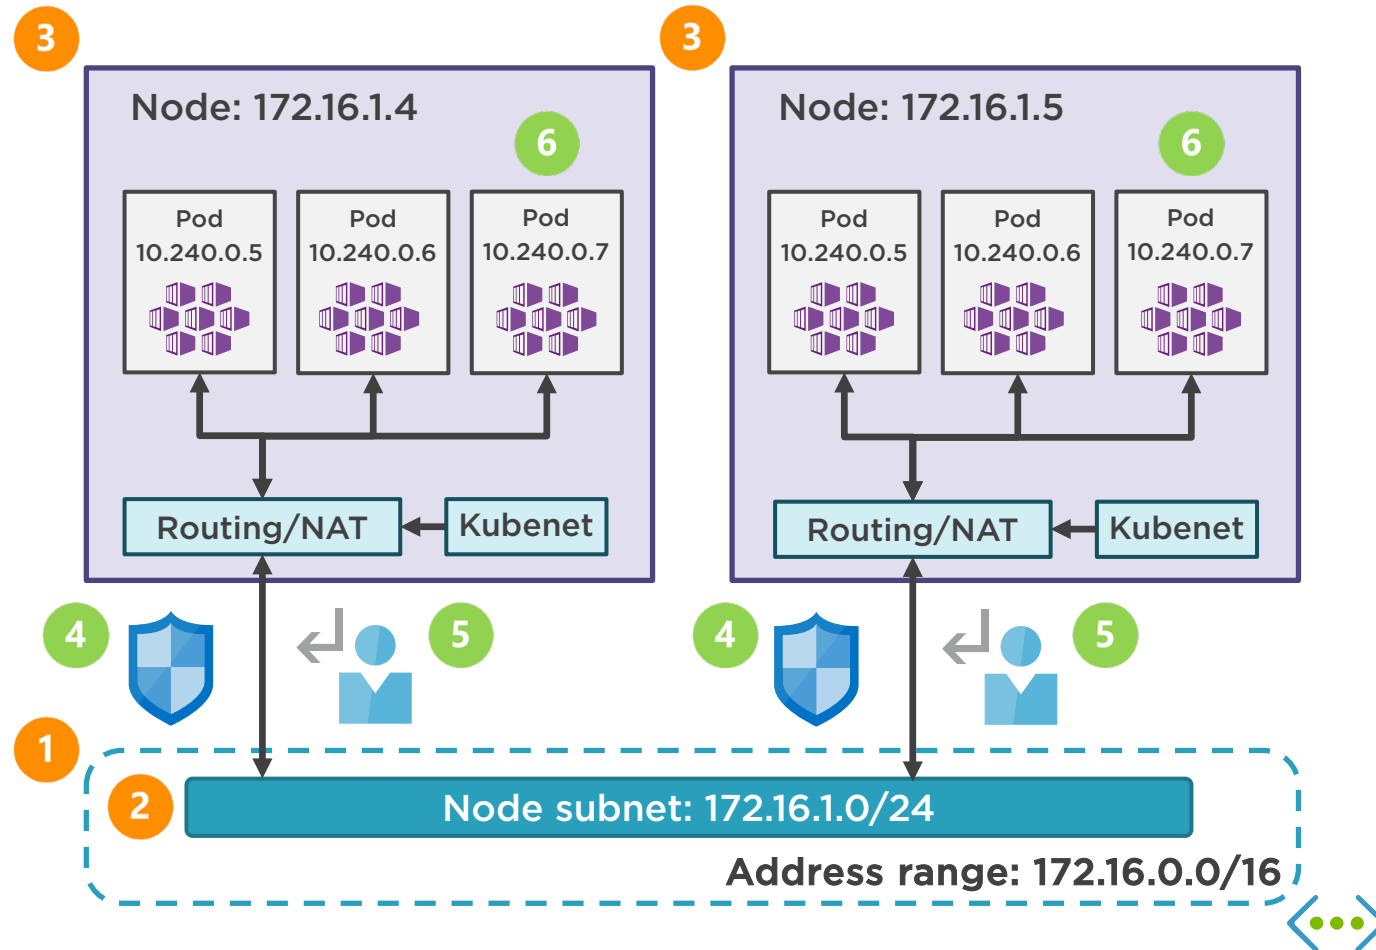 3
3
Node: 172.16.1.4
Node: 172.16.1.5
6
6
Pod
10.240.0.5
Pod
10.240.0.6
Pod
10.240.0.7
Pod
10.240.0.5
Pod
10.240.0.6
Pod
10.240.0.7
Routing/NAT
Kubenet
Routing/NAT
Kubenet
4
5
4
5
1
2
Node subnet: 172.16.1.0/24
Address range: 172.16.0.0/16